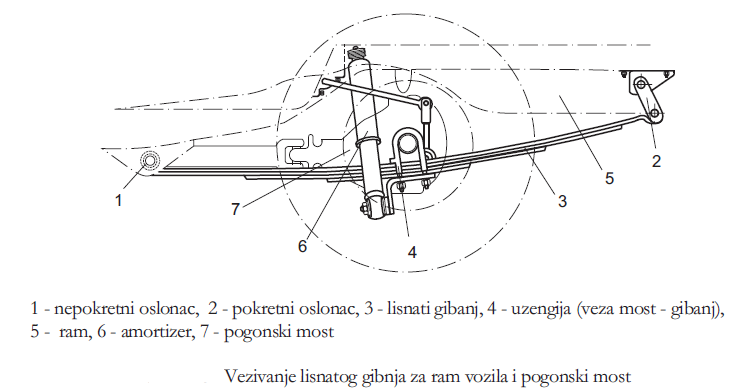 1
2
3
4
5
6
7
1 - nepokretni oslonac, 2 - pokretni oslonac, 3 - lisnati gibanj, 4 - uzengija (veza most - gibanj),
5 - ram, 6 - amortizer, 7 - pogonski most
Vezivanje lisnatog gibnja za ram vozila i pogonski most